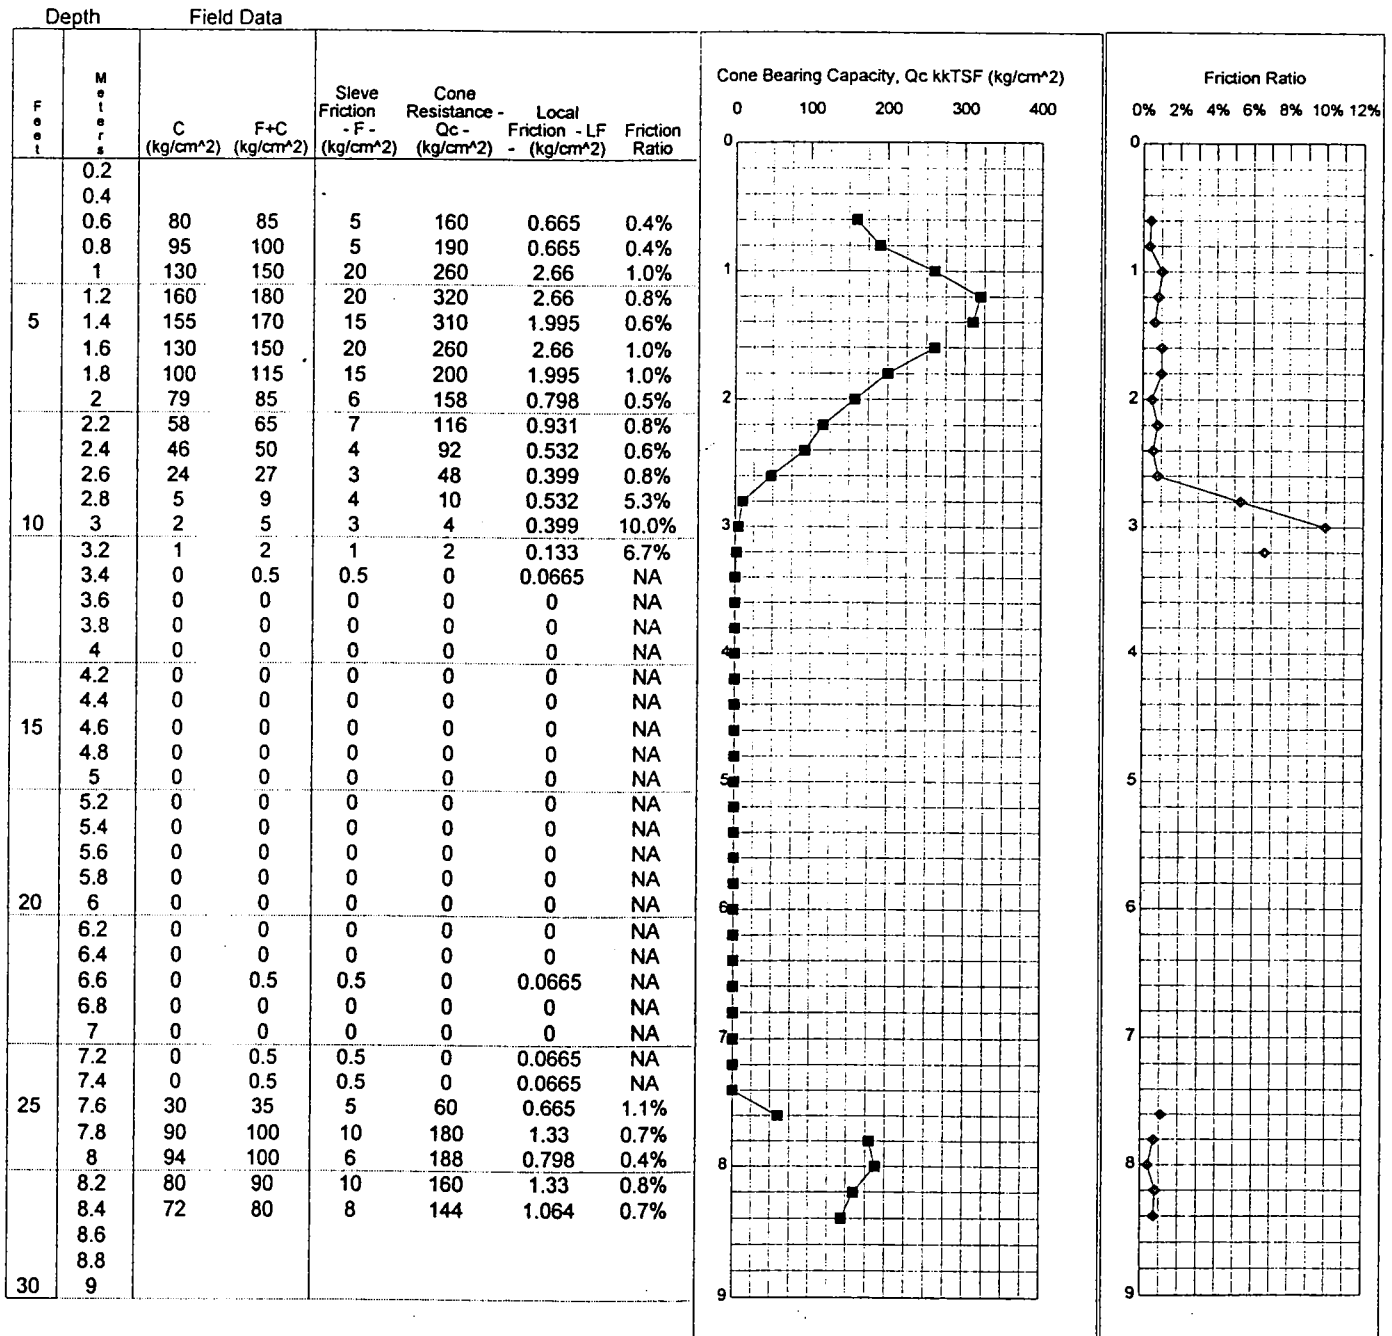 Depth Field Data
Feet
Meters
C (kg/cm^2)
F+C (kg/cm^2)
Sleve Friction - F - (kg/cm^2)
Cone Resistance - Qc - (kg/cm^2)
Local Friction - LF - (kg/cm^2)
Friction Ratio
0.2
0.4
0.6 80 85 5 160 0.665 0.4%
0.8 95 100 5 190 0.665 0.4%
1 130 150 20 260 2.66 1.0%
1.2 160 180 20 320 2.66 0.8%
5 1.4 155 170 15 310 1.995 0.6%
1.6 130 150 20 260 2.66 1.0%
1.8 100 115 15 200 1.995 1.0%
2 79 85 6 158 0.798 0.5%
2.2 58 65 7 116 0.931 0.8%
2.4 46 50 4 92 0.532 0.6%
2.6 24 27 3 48 0.399 0.8%
2.8 5 9 4 10 0.532 5.3%
10 3 2 5 3 4 0.399 10.0%
3.2 1 2 1 2 0.133 6.7%
3.4 0 0.5 0.5 0 0.0665 NA
3.6 0 0 0 0 0 NA
3.8 0 0 0 0 0 NA
4 0 0 0 0 0 NA
4.2 0 0 0 0 0 NA
4.4 0 0 0 0 0 NA
15 4.6 0 0 0 0 0 NA
4.8 0 0 0 0 0 NA
5 0 0 0 0 0 NA
5.2 0 0 0 0 0 NA
5.4 0 0 0 0 0 NA
5.6 0 0 0 0 0 NA
5.8 0 0 0 0 0 NA
20 6 0 0 0 0 0 NA
6.2 0 0 0 0 0 NA
6.4 0 0 0 0 0 NA
6.6 0 0.5 0.5 0 0.0665 NA
6.8 0 0 0 0 0 NA
7 0 0 0 0 0 NA
7.2 0 0.5 0.5 0 0.0665 NA
7.4 0 0.5 0.5 0 0.0665 NA
25 7.6 30 35 5 60 0.665 1.1%
7.8 90 100 10 180 1.33 0.7%
8 94 100 6 188 0.798 0.4%
8.2 80 90 10 160 1.33 0.8%
8.4 72 80 8 144 1.064 0.7%
8.6
8.8
30 9
Cone Bearing Capacity, Qc kkTSF (kg/cm^2)
0 100 200 300 400
0
1
2
3
4
5
6
7
8
9
Friction Ratio
0% 2% 4% 6% 8% 10% 12%
0
1
2
3
4
5
6
7
8
9